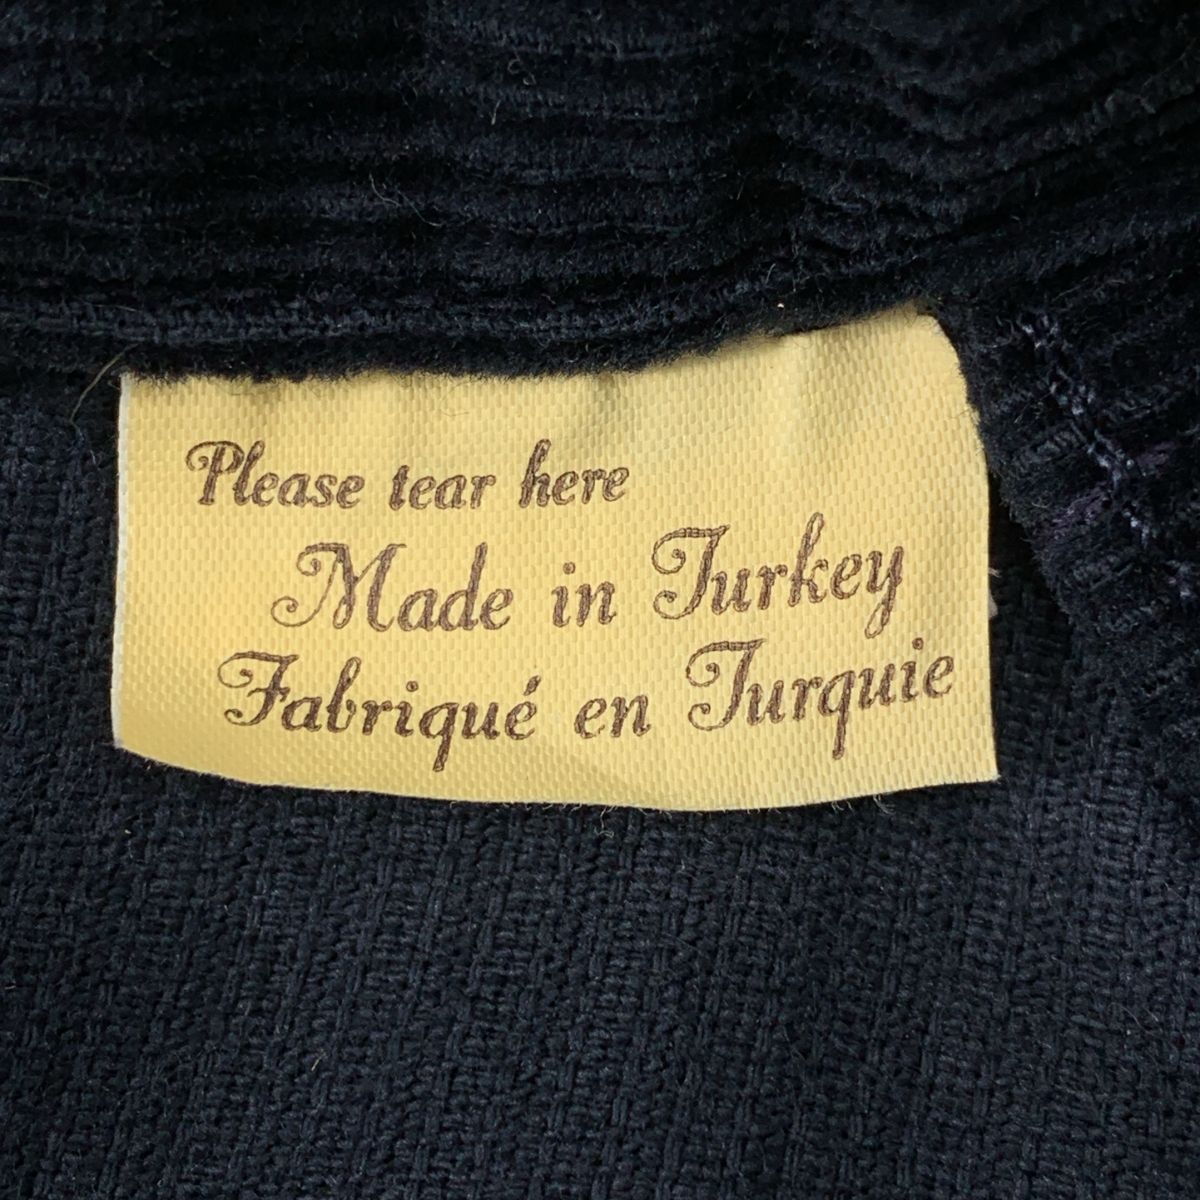 Please tear here
Made in Turkey
Fabriqué en Turquie